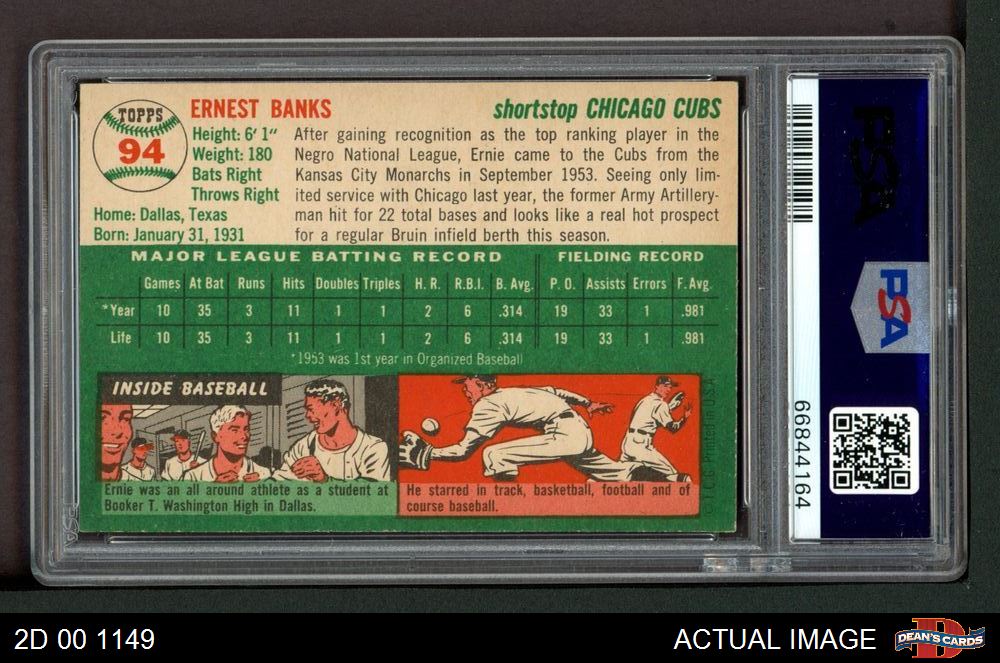 TOPPS
94
ERNEST BANKS
shortstop CHICAGO CUBS
Height: 6' 1"
Weight: 180
Bats Right
Throws Right
Home: Dallas, Texas
Born: January 31, 1931
After gaining recognition as the top ranking player in the
Negro National League, Ernie came to the Cubs from the
Kansas City Monarchs in September 1953. Seeing only lim-
ited service with Chicago last year, the former Army Artillery-
man hit for 22 total bases and looks like a real hot prospect
for a regular Bruin infield berth this season.
MAJOR LEAGUE BATTING RECORD FIELDING RECORD
Games At Bat Runs Hits Doubles Triples H. R. R.B.I. B. Avg. P. O. Assists Errors F. Avg.
*Year 10 35 3 11 1 1 2 6 .314 19 33 1 .981
Life 10 35 3 11 1 1 2 6 .314 19 33 1 .981
*1953 was 1st year in Organized Baseball
INSIDE BASEBALL
Ernie was an all around athlete as a student at
Booker T. Washington High in Dallas.
He starred in track, basketball, football and of
course baseball.
PSA
PSA
66844164
2D 00 1149
ACTUAL IMAGE
DEAN'S CARDS